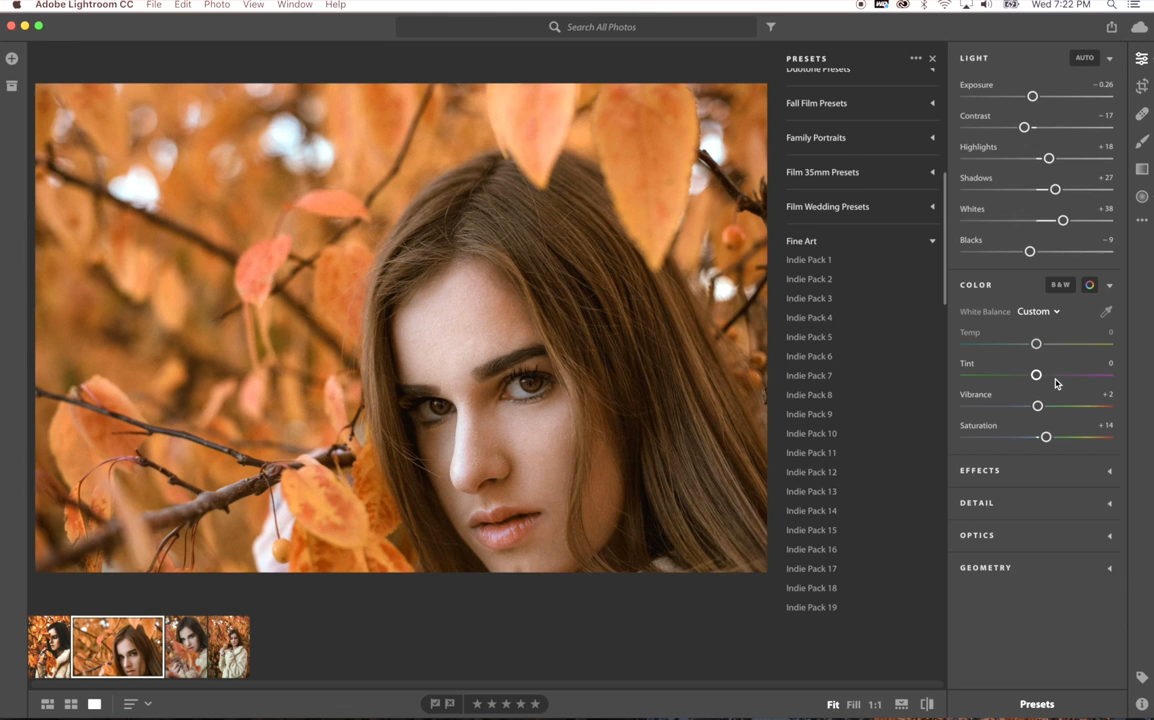 Adobe Lightroom CC File Edit Photo View Window Help
Wed 7:22 PM
Search All Photos
PRESETS
Duotone Presets
Fall Film Presets
Family Portraits
Film 35mm Presets
Film Wedding Presets
Fine Art
Indie Pack 1
Indie Pack 2
Indie Pack 3
Indie Pack 4
Indie Pack 5
Indie Pack 6
Indie Pack 7
Indie Pack 8
Indie Pack 9
Indie Pack 10
Indie Pack 11
Indie Pack 12
Indie Pack 13
Indie Pack 14
Indie Pack 15
Indie Pack 16
Indie Pack 17
Indie Pack 18
Indie Pack 19
LIGHT AUTO
Exposure − 0.26
Contrast − 17
Highlights + 18
Shadows + 27
Whites + 38
Blacks − 9
COLOR B & W
White Balance Custom
Temp 0
Tint 0
Vibrance + 2
Saturation + 14
EFFECTS
DETAIL
OPTICS
GEOMETRY
Fit Fill 1:1
Presets